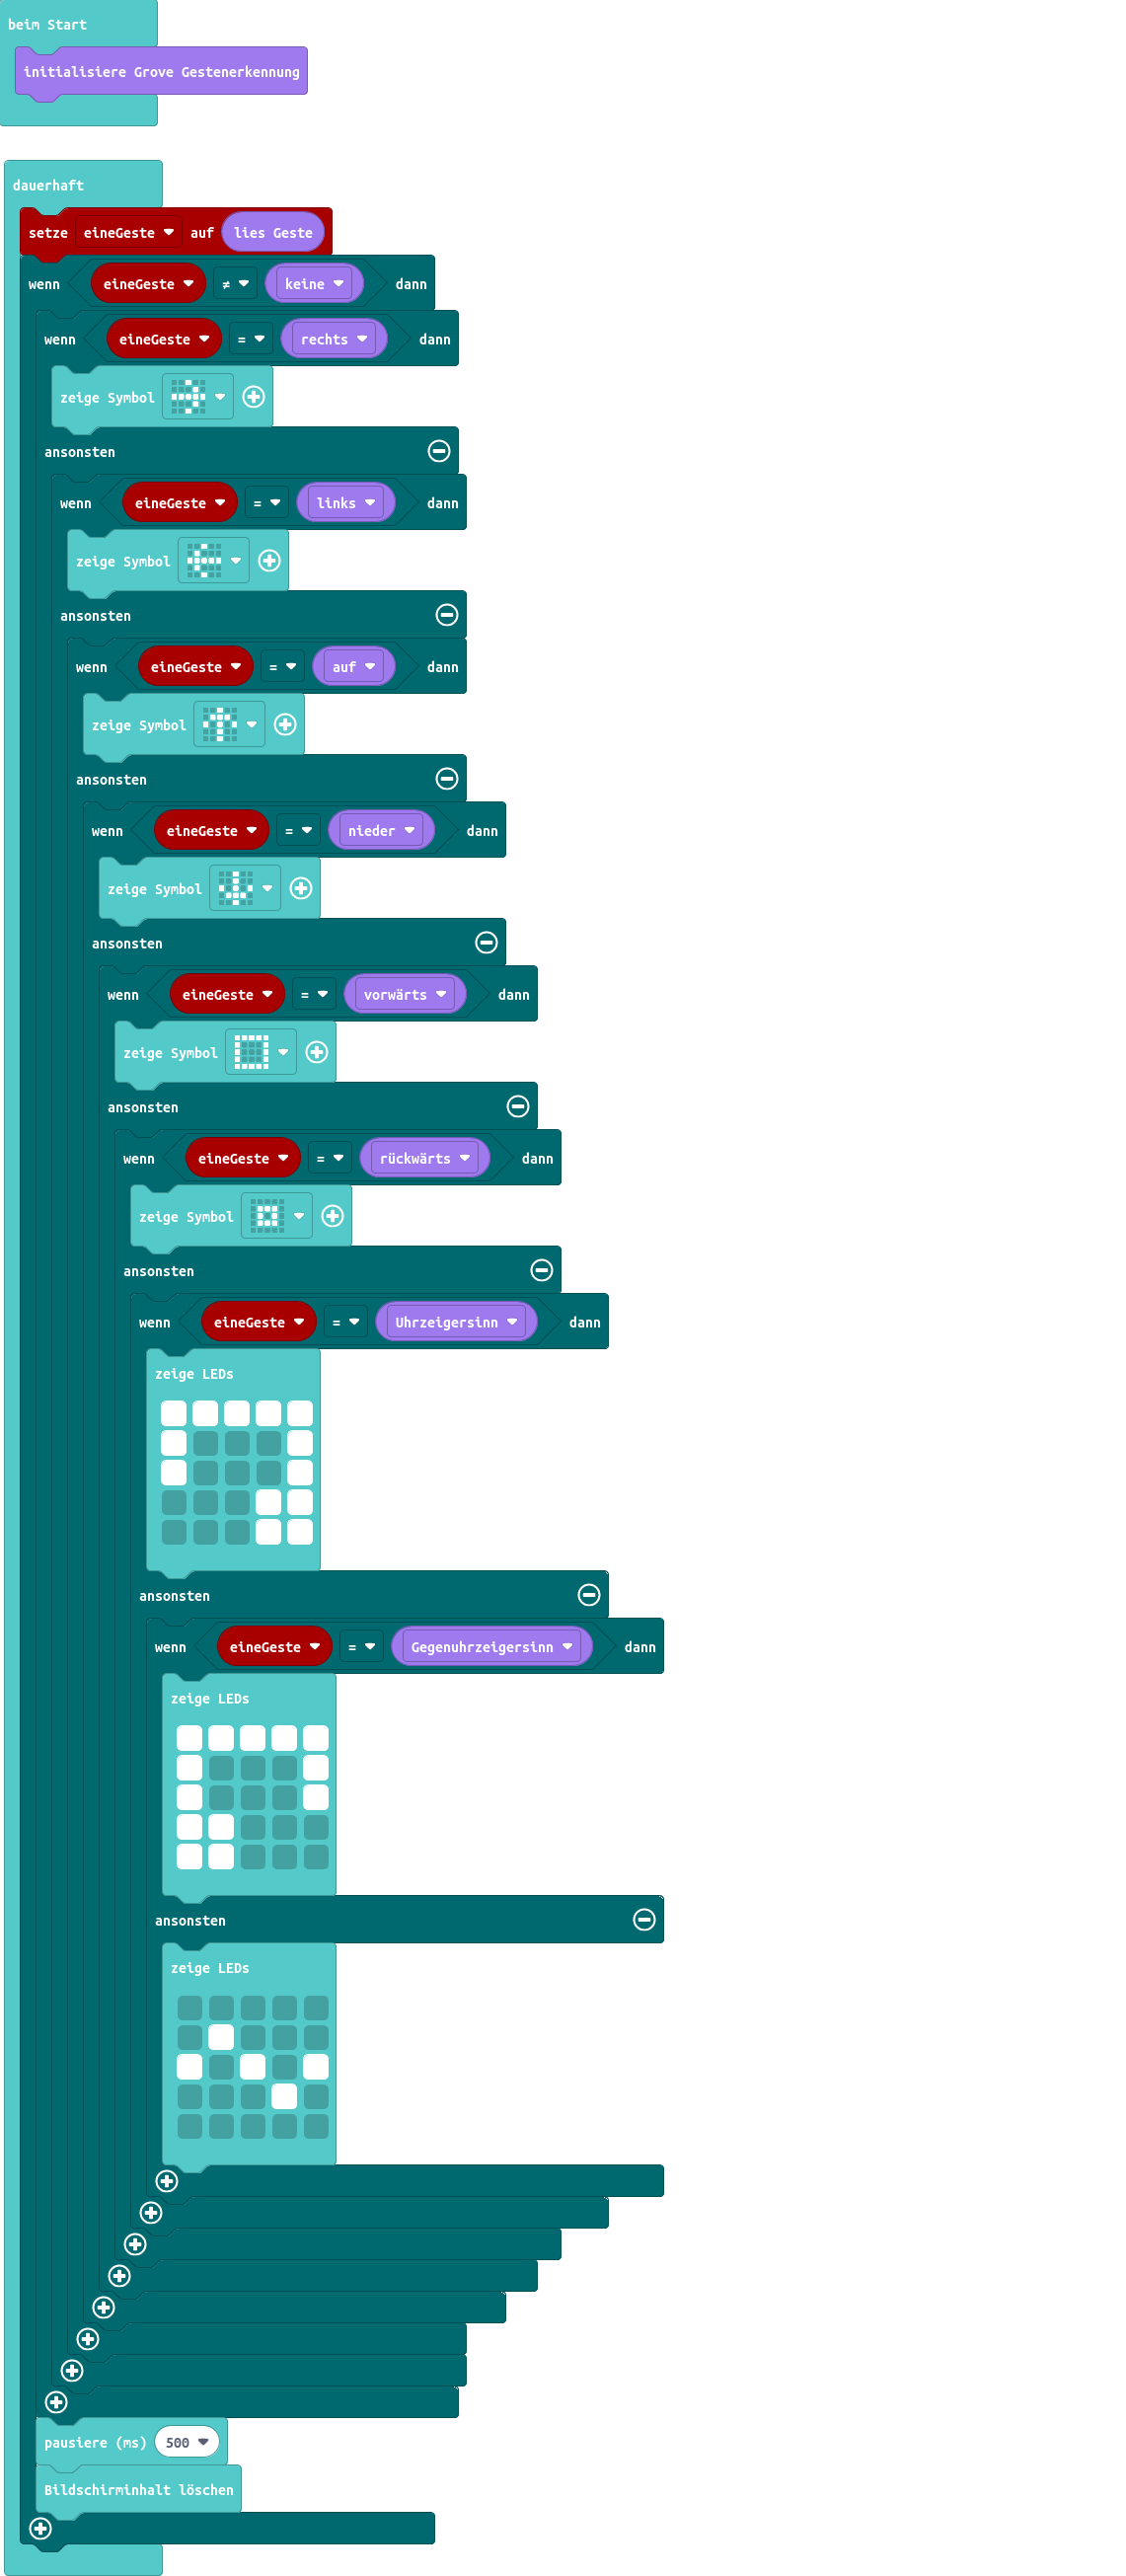 beim Start
initialisiere Grove Gestenerkennung
dauerhaft
setze eineGeste auf lies Geste
wenn eineGeste ≠ keine dann
wenn eineGeste = rechts dann
zeige Symbol
ansonsten
wenn eineGeste = links dann
zeige Symbol
ansonsten
wenn eineGeste = auf dann
zeige Symbol
ansonsten
wenn eineGeste = nieder dann
zeige Symbol
ansonsten
wenn eineGeste = vorwärts dann
zeige Symbol
ansonsten
wenn eineGeste = rückwärts dann
zeige Symbol
ansonsten
wenn eineGeste = Uhrzeigersinn dann
zeige LEDs
ansonsten
wenn eineGeste = Gegenuhrzeigersinn dann
zeige LEDs
ansonsten
zeige LEDs
pausiere (ms) 500
Bildschirminhalt löschen